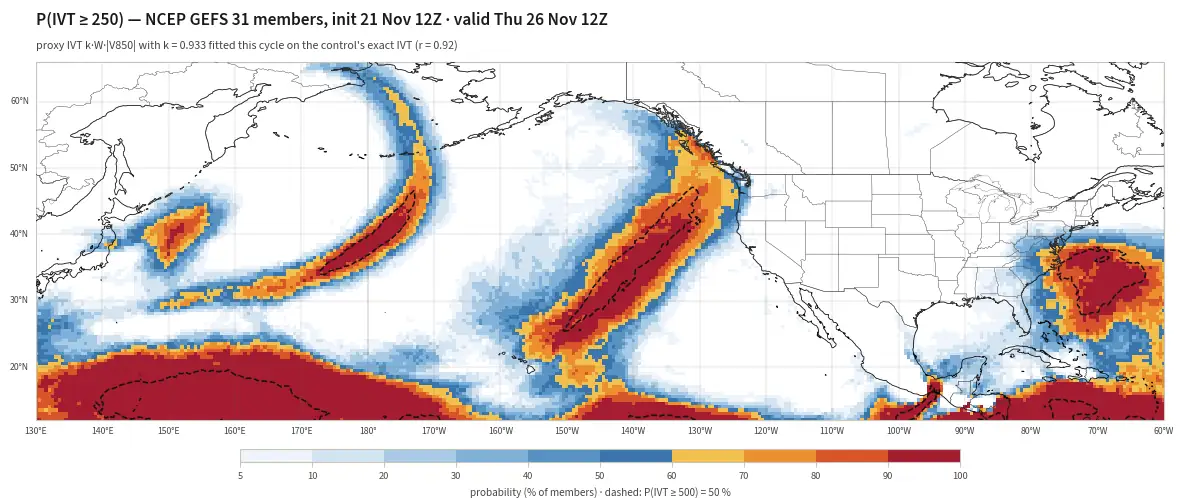 P(IVT ≥ 250) — NCEP GEFS 31 members, init 21 Nov 12Z · valid Thu 26 Nov 12Z
proxy IVT k·W·|V850| with k = 0.933 fitted this cycle on the control's exact IVT (r = 0.92)
60°N
50°N
40°N
30°N
20°N
130°E 140°E 150°E 160°E 170°E 180° 170°W 160°W 150°W 140°W 130°W 120°W 110°W 100°W 90°W 80°W 70°W 60°W
5 10 20 30 40 50 60 70 80 90 100
probability (% of members) · dashed: P(IVT ≥ 500) = 50 %